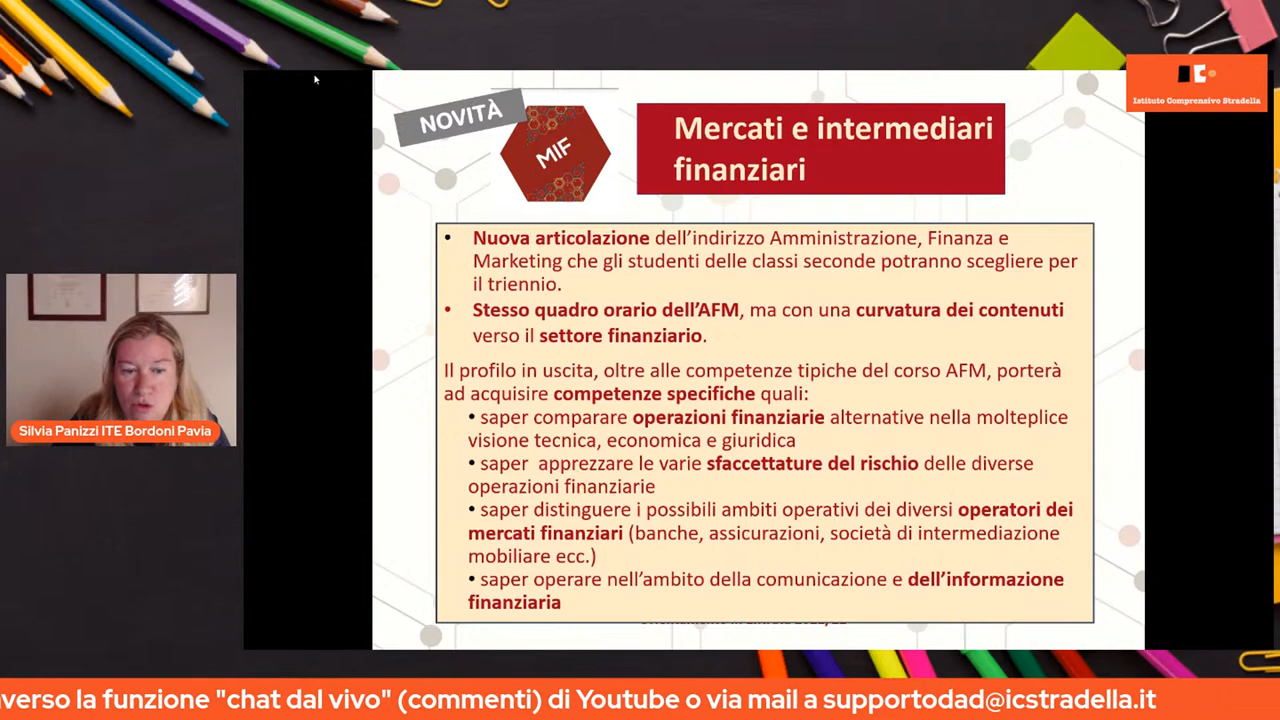 Istituto Comprensivo Stradella
NOVITÀ
MIF
Mercati e intermediari
finanziari
• Nuova articolazione dell’indirizzo Amministrazione, Finanza e
Marketing che gli studenti delle classi seconde potranno scegliere per
il triennio.
• Stesso quadro orario dell’AFM, ma con una curvatura dei contenuti
verso il settore finanziario.
Il profilo in uscita, oltre alle competenze tipiche del corso AFM, porterà
ad acquisire competenze specifiche quali:
• saper comparare operazioni finanziarie alternative nella molteplice
visione tecnica, economica e giuridica
• saper apprezzare le varie sfaccettature del rischio delle diverse
operazioni finanziarie
• saper distinguere i possibili ambiti operativi dei diversi operatori dei
mercati finanziari (banche, assicurazioni, società di intermediazione
mobiliare ecc.)
• saper operare nell’ambito della comunicazione e dell’informazione
finanziaria
Silvia Panizzi ITE Bordoni Pavia
la funzione "chat dal vivo" (commenti) di Youtube o via mail a supportodad@icstradella.it